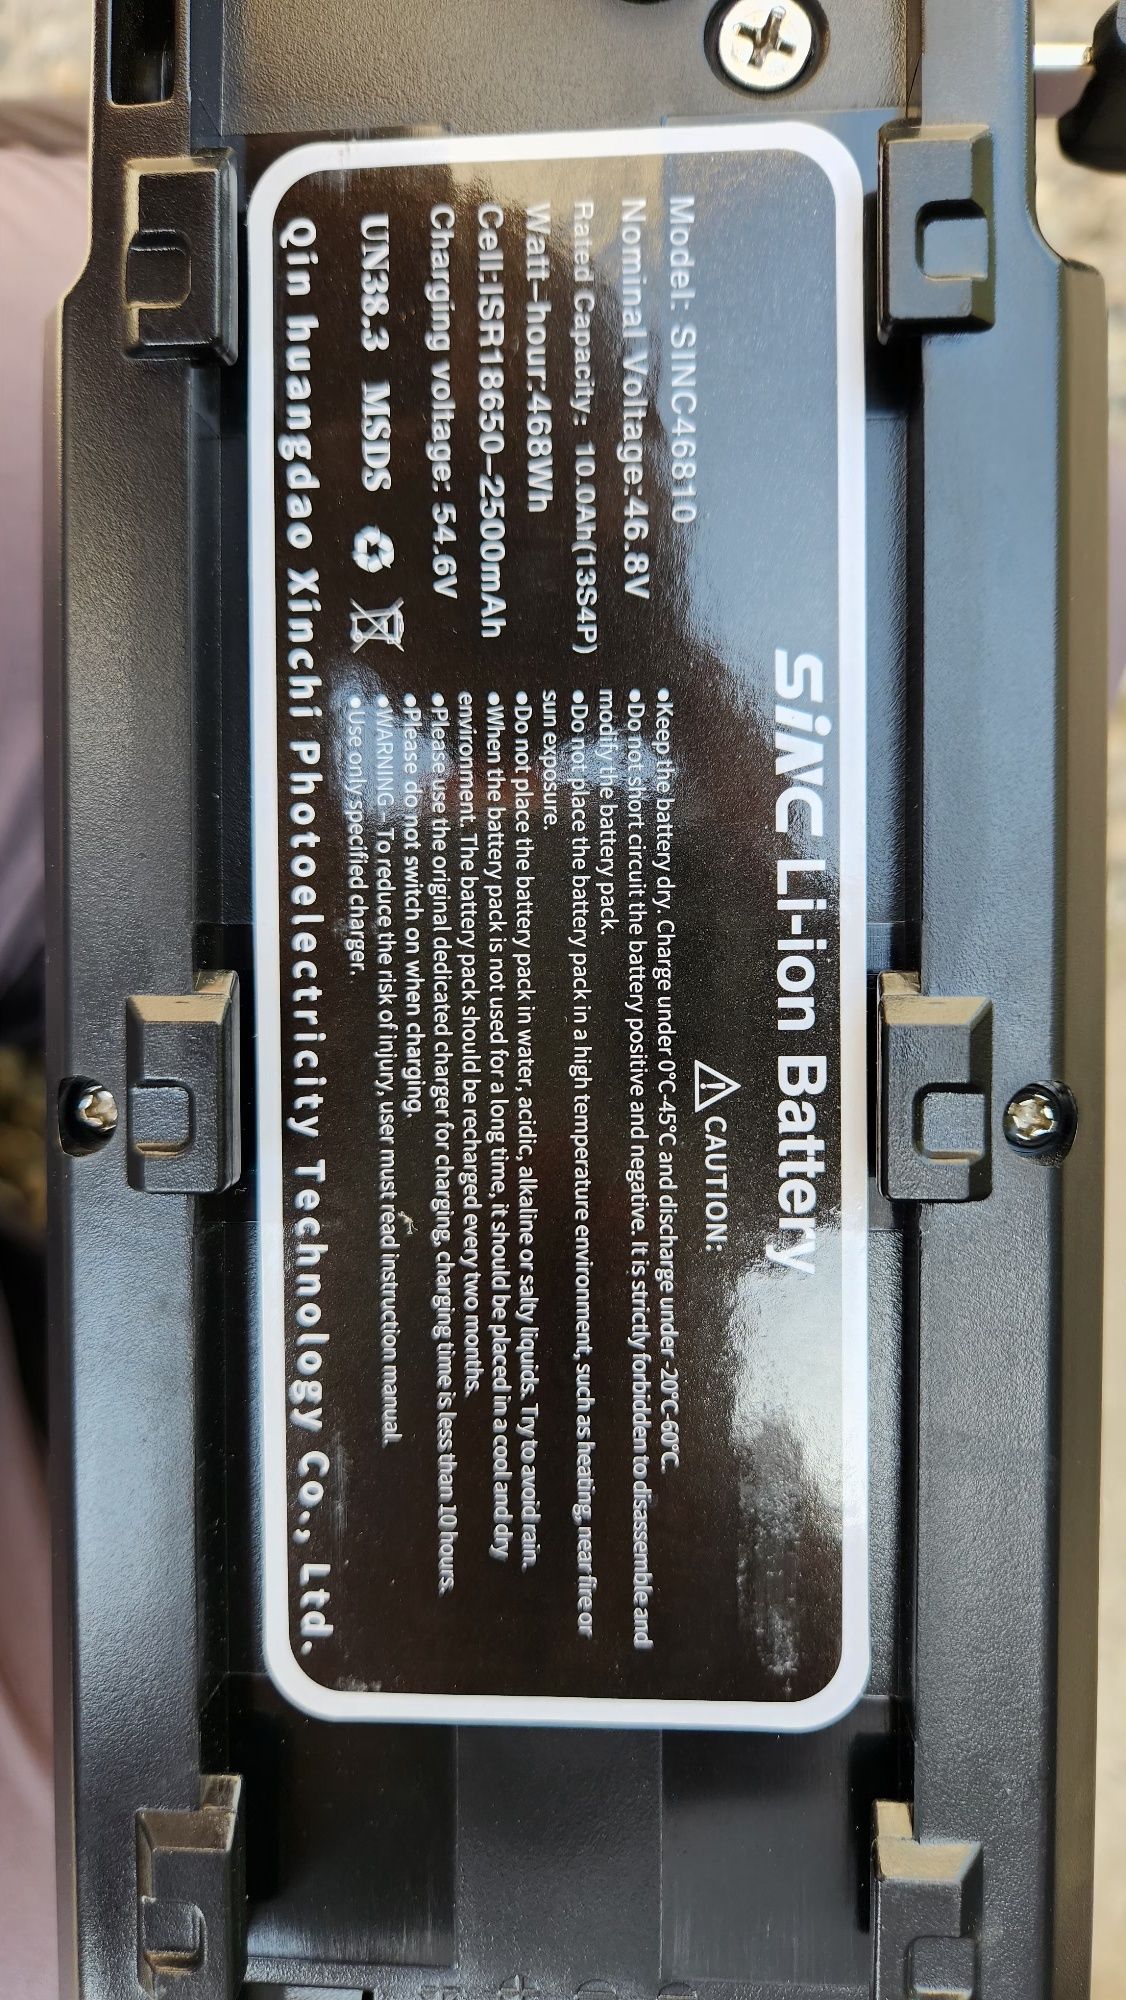 SiNC Li-ion Battery
Model: SINC46810
Nominal Voltage:46.8V
Rated Capacity: 10.0Ah(13S4P)
Watt-hour:468Wh
Cell:ISR18650-2500mAh
Charging voltage: 54.6V
UN38.3 MSDS
CAUTION:
•Keep the battery dry. Charge under 0°C-45°C and discharge under -20°C-60°C.
•Do not short circuit the battery positive and negative. It is strictly forbidden to disassemble and
modify the battery pack.
•Do not place the battery pack in a high temperature environment, such as heating, near fire or
sun exposure.
•Do not place the battery pack in water, acidic, alkaline or salty liquids. Try to avoid rain.
•When the battery pack is not used for a long time, it should be placed in a cool and dry
environment. The battery pack should be recharged every two months.
•Please use the original dedicated charger for charging, charging time is less than 10 hours.
•Please do not switch on when charging.
•WARNING – To reduce the risk of injury, user must read instruction manual.
•Use only specified charger.
Qin huangdao Xinchi Photoelectricity Technology Co., Ltd.